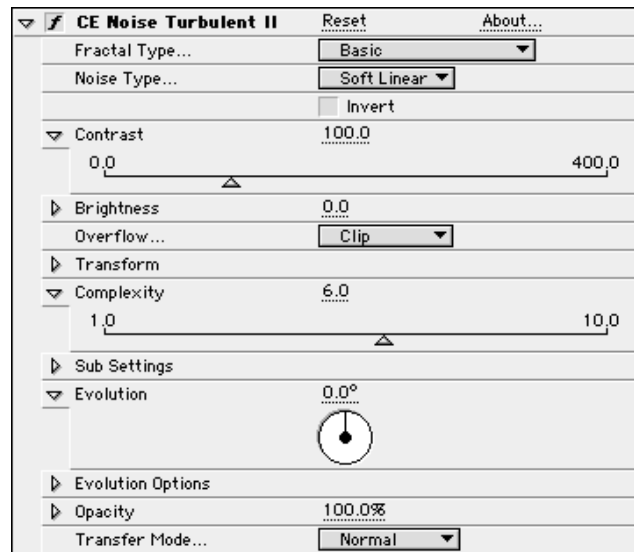 CE Noise Turbulent II Reset About...
Fractal Type... Basic
Noise Type... Soft Linear
Invert
Contrast 100.0
0.0 400.0
Brightness 0.0
Overflow... Clip
Transform
Complexity 6.0
1.0 10.0
Sub Settings
Evolution 0.0°
Evolution Options
Opacity 100.0%
Transfer Mode... Normal